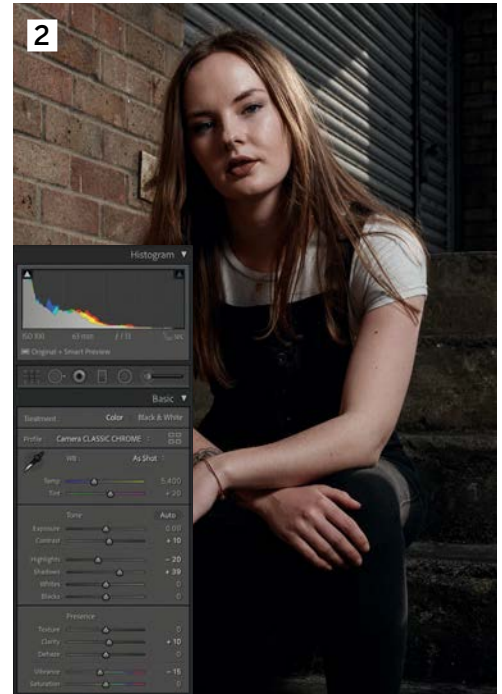 2
Histogram
ISO 100 63 mm
Original + Smart Preview
Basic
Treatment : Color Black & White
Profile : Camera CLASSIC CHROME
WB : As Shot
Temp 5,400
Tint + 20
Tone Auto
Exposure 0.00
Contrast + 10
Highlights - 20
Shadows + 39
Whites 0
Blacks 0
Presence
Texture 0
Clarity + 10
Dehaze 0
Vibrance - 15
Saturation 0